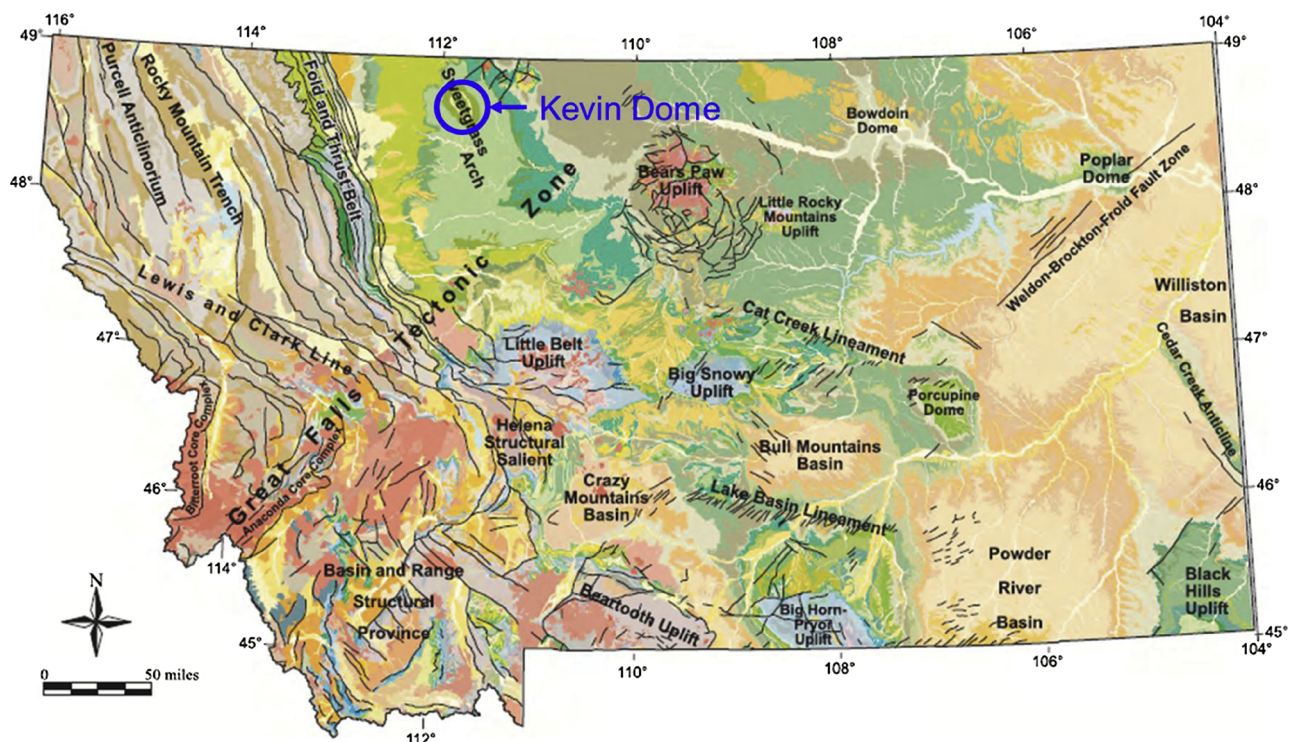 116°
114°
112°
110°
108°
106°
104°
49°
49°
Purcell Anticlinorium
Rocky Mountain Trench
Fold and Thrust Belt
Sweetgrass
Arch
Kevin Dome
Bowdoin
Dome
Poplar
Dome
48°
48°
Bears Paw
Uplift
Little Rocky
Mountains
Uplift
Weldon-Brockton-Froid Fault Zone
Great Falls Tectonic Zone
Lewis and Clark Line
Williston
Basin
47°
47°
Little Belt
Uplift
Cat Creek Lineament
Big Snowy
Uplift
Porcupine
Dome
Cedar Creek Anticline
Bitterroot Core Complex
Anaconda Core Complex
Helena
Structural
Salient
Bull Mountains
Basin
Crazy
Mountains
Basin
Lake Basin Lineament
46°
46°
114°
Basin and Range
Structural
Province
Beartooth Uplift
Big Horn-
Pryor
Uplift
Powder
River
Basin
Black
Hills
Uplift
N
45°
45°
0
50 miles
112°
110°
108°
106°
104°